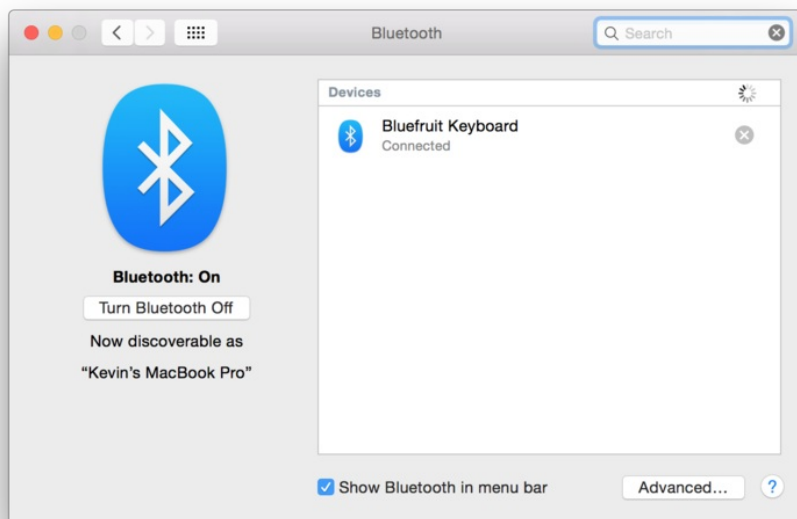 Bluetooth
Search
Devices
Bluefruit Keyboard
Connected
Bluetooth: On
Turn Bluetooth Off
Now discoverable as
“Kevin’s MacBook Pro”
Show Bluetooth in menu bar
Advanced...
?